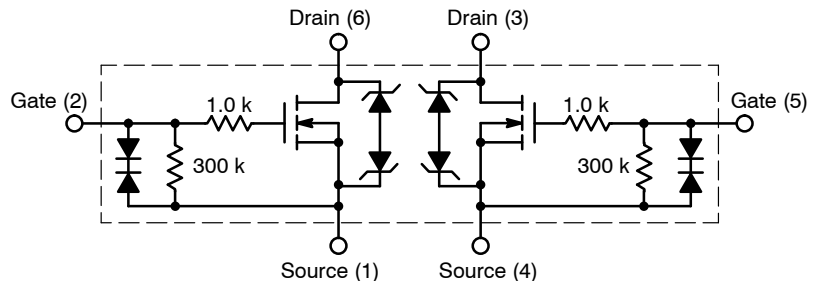 Drain (6) Drain (3)
Gate (2) 1.0 k 1.0 k Gate (5)
300 k 300 k
Source (1) Source (4)